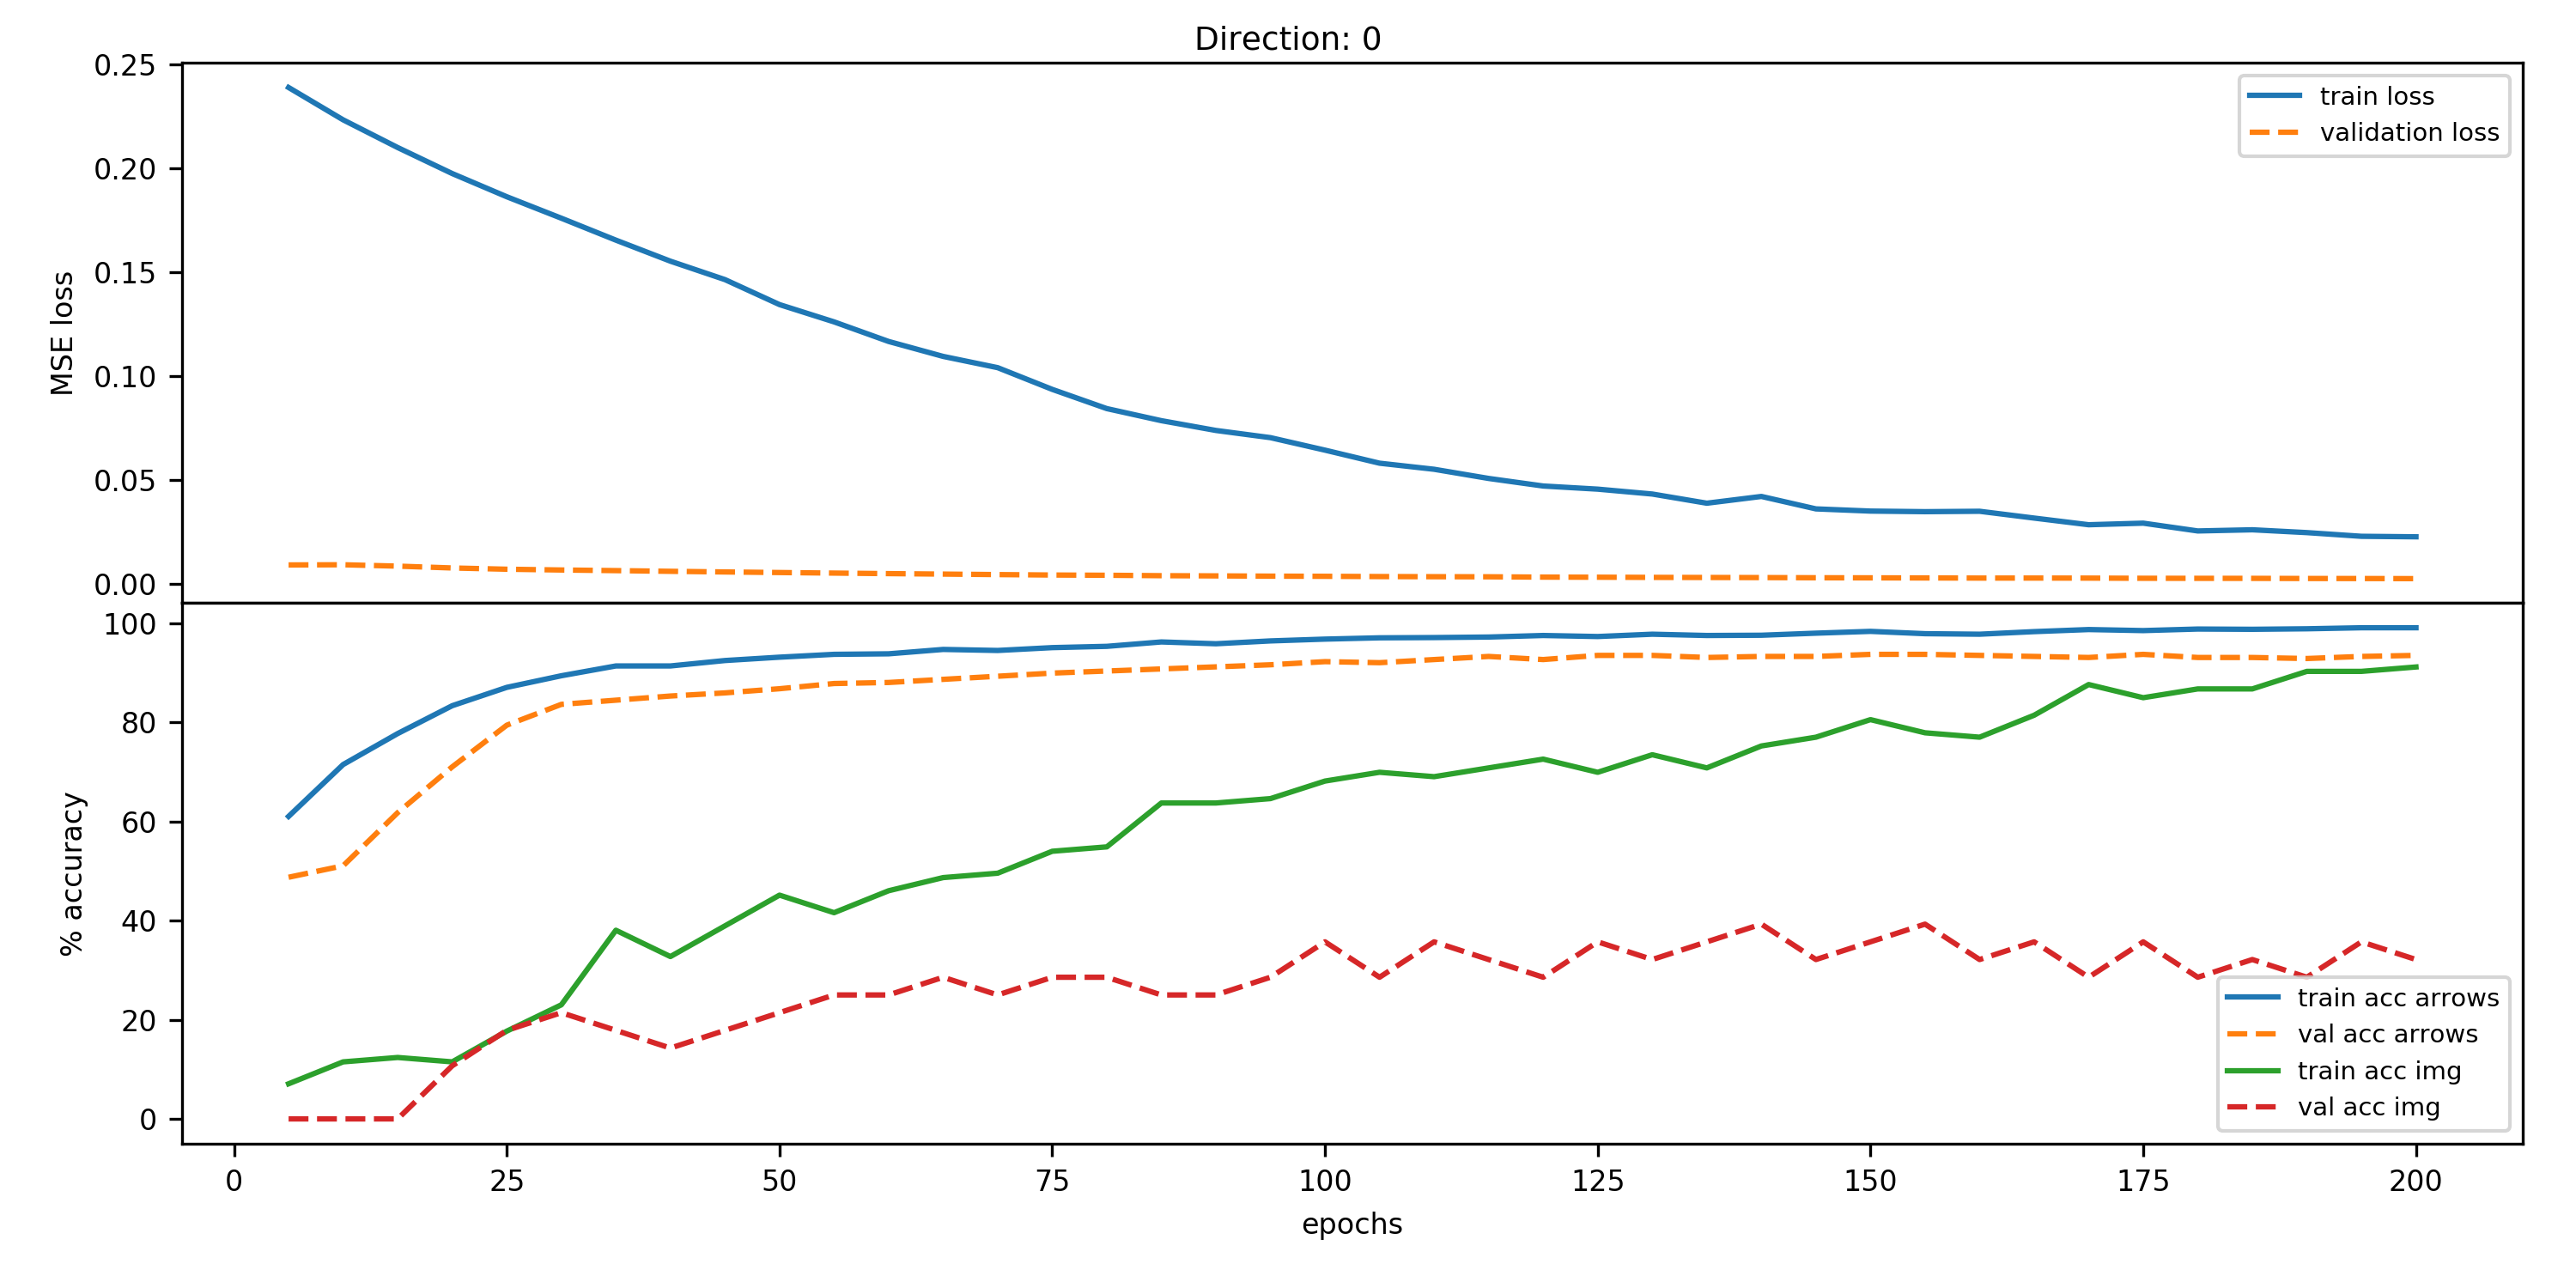 Direction: 0
0.25
0.20
0.15
0.10
0.05
0.00
MSE loss
train loss
validation loss
100
80
60
40
20
0
% accuracy
train acc arrows
val acc arrows
train acc img
val acc img
0 25 50 75 100 125 150 175 200
epochs